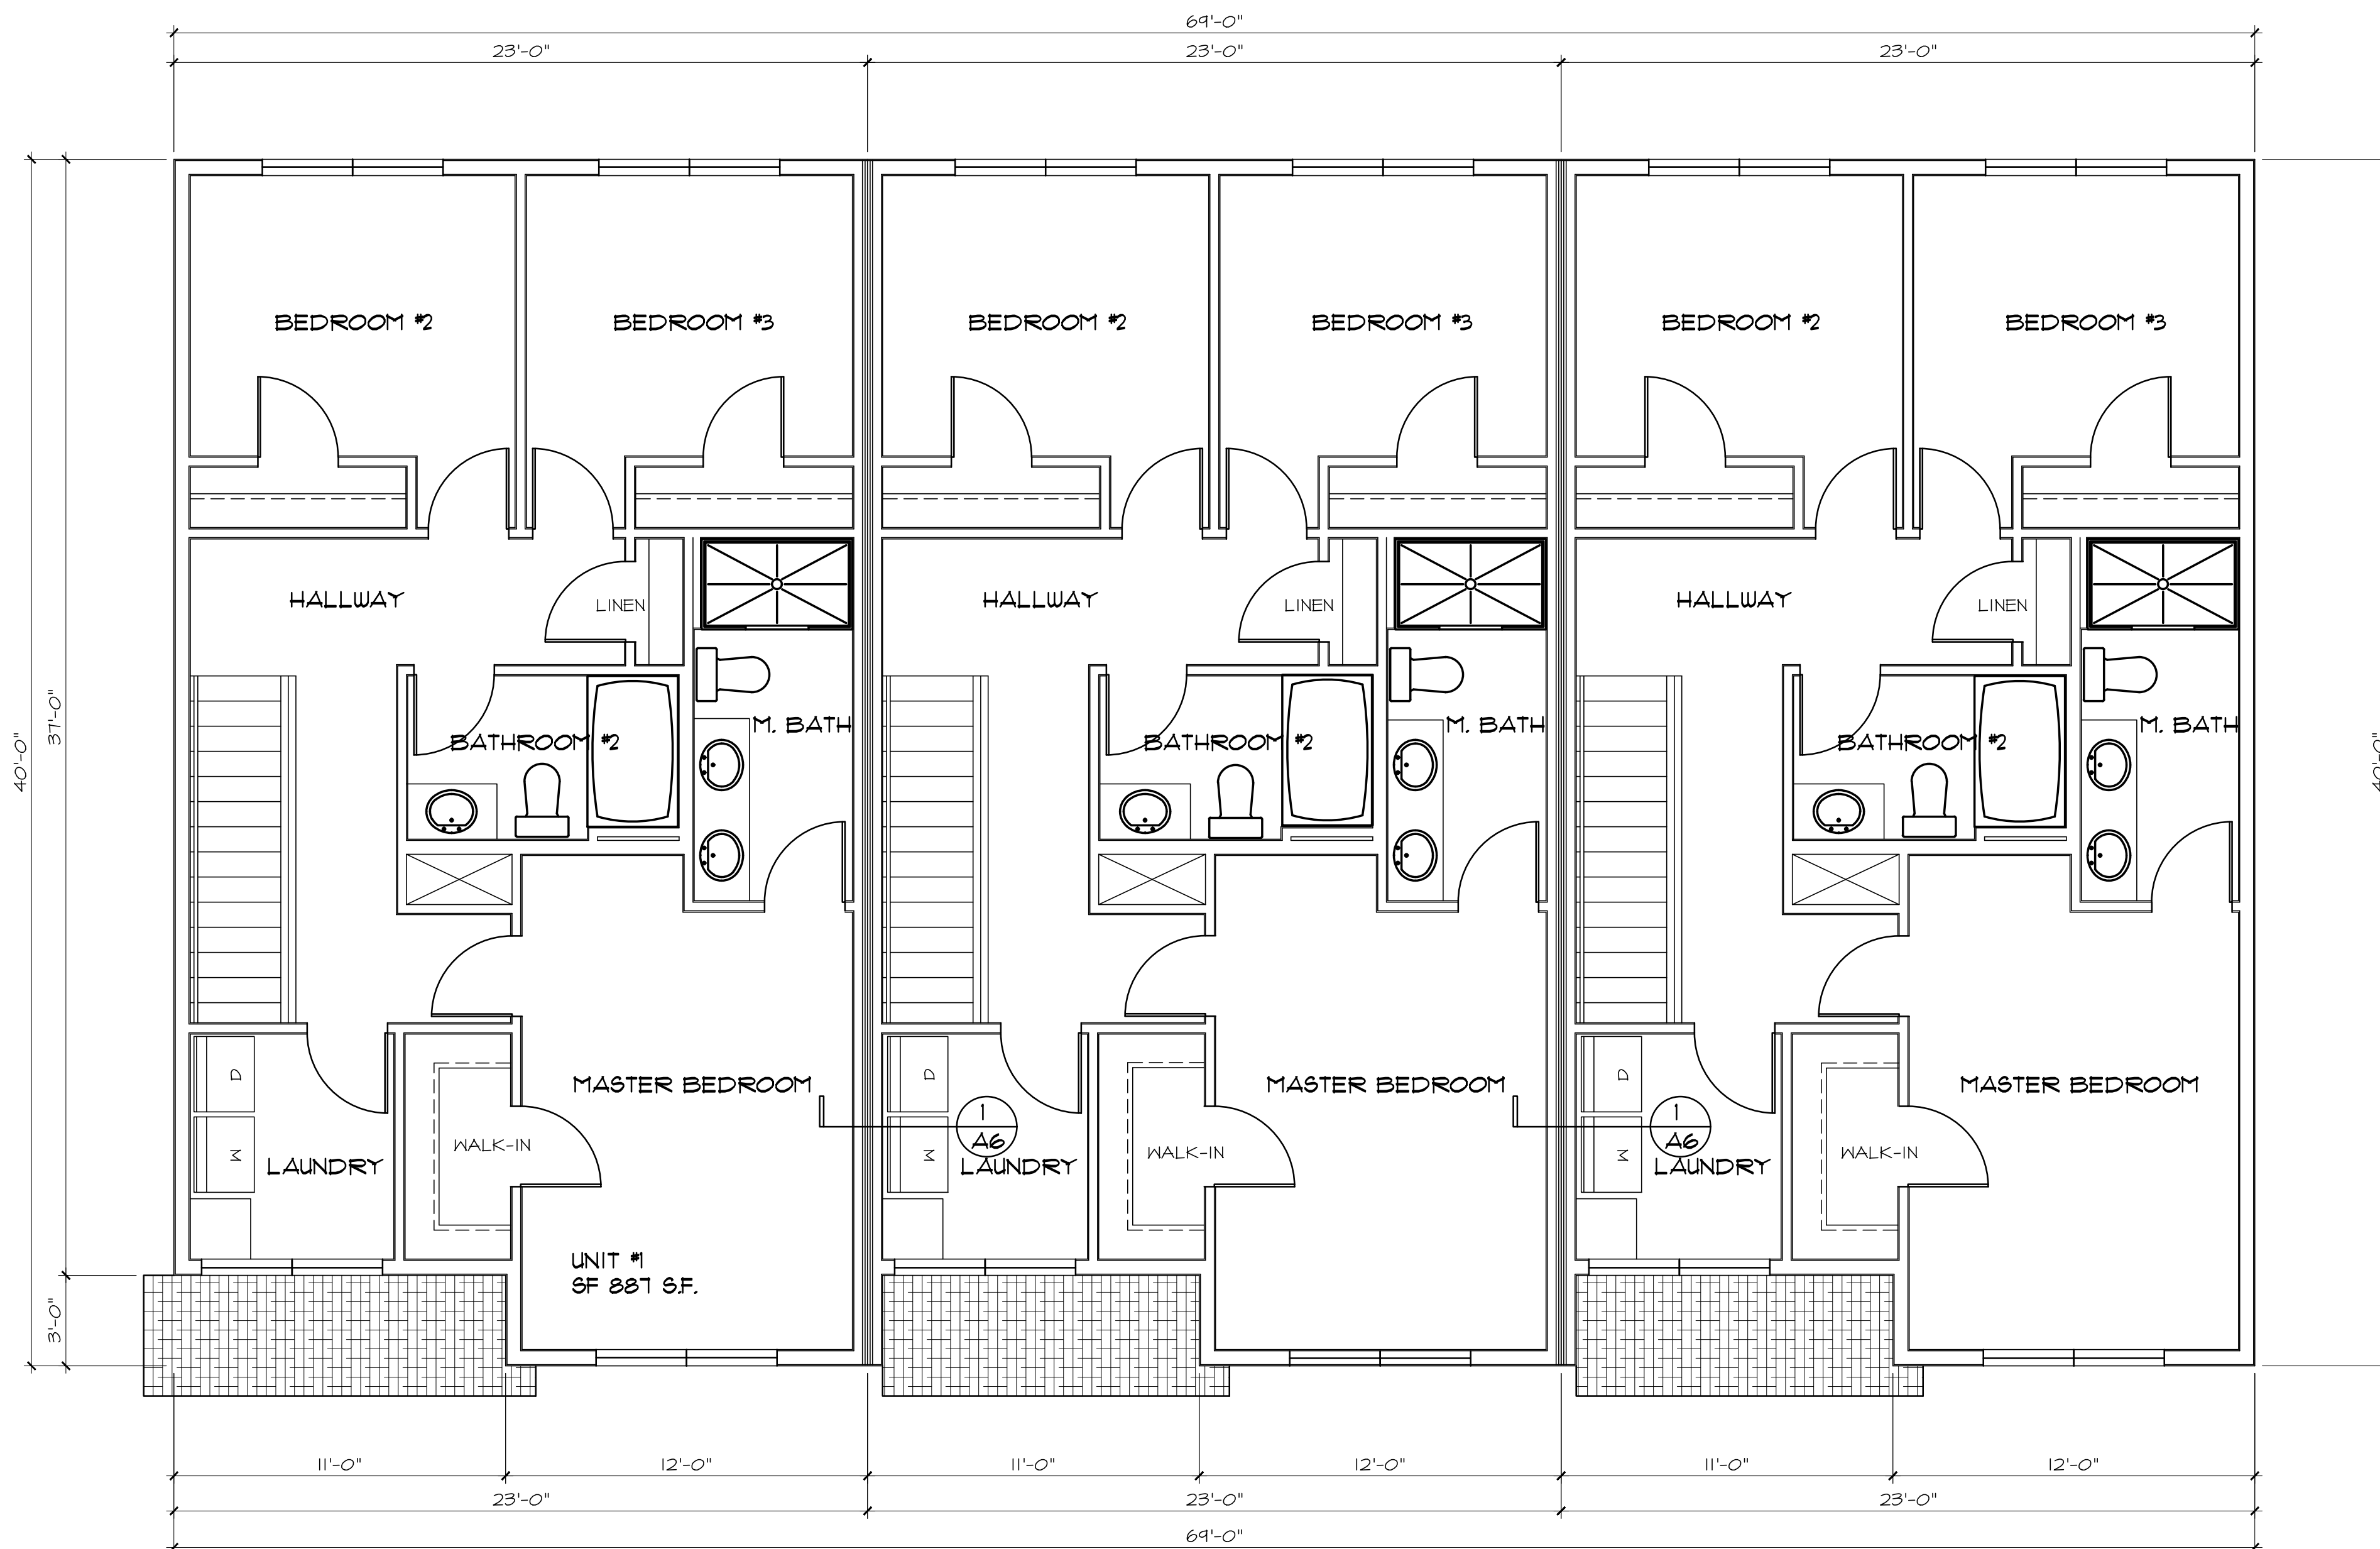 69'-0"
23'-0" 23'-0" 23'-0"
BEDROOM #2 BEDROOM #3 BEDROOM #2 BEDROOM #3 BEDROOM #2 BEDROOM #3
HALLWAY LINEN HALLWAY LINEN HALLWAY LINEN
40'-0" 37'-0" 40'-0"
M. BATH M. BATH M. BATH
BATHROOM #2 BATHROOM #2 BATHROOM #2
D D D
MASTER BEDROOM MASTER BEDROOM MASTER BEDROOM
1 1
A6 A6
M WALK-IN M WALK-IN M WALK-IN
LAUNDRY LAUNDRY LAUNDRY
UNIT #1
SF 887 S.F.
3'-0"
11'-0" 12'-0" 11'-0" 12'-0" 11'-0" 12'-0"
23'-0" 23'-0" 23'-0"
69'-0"